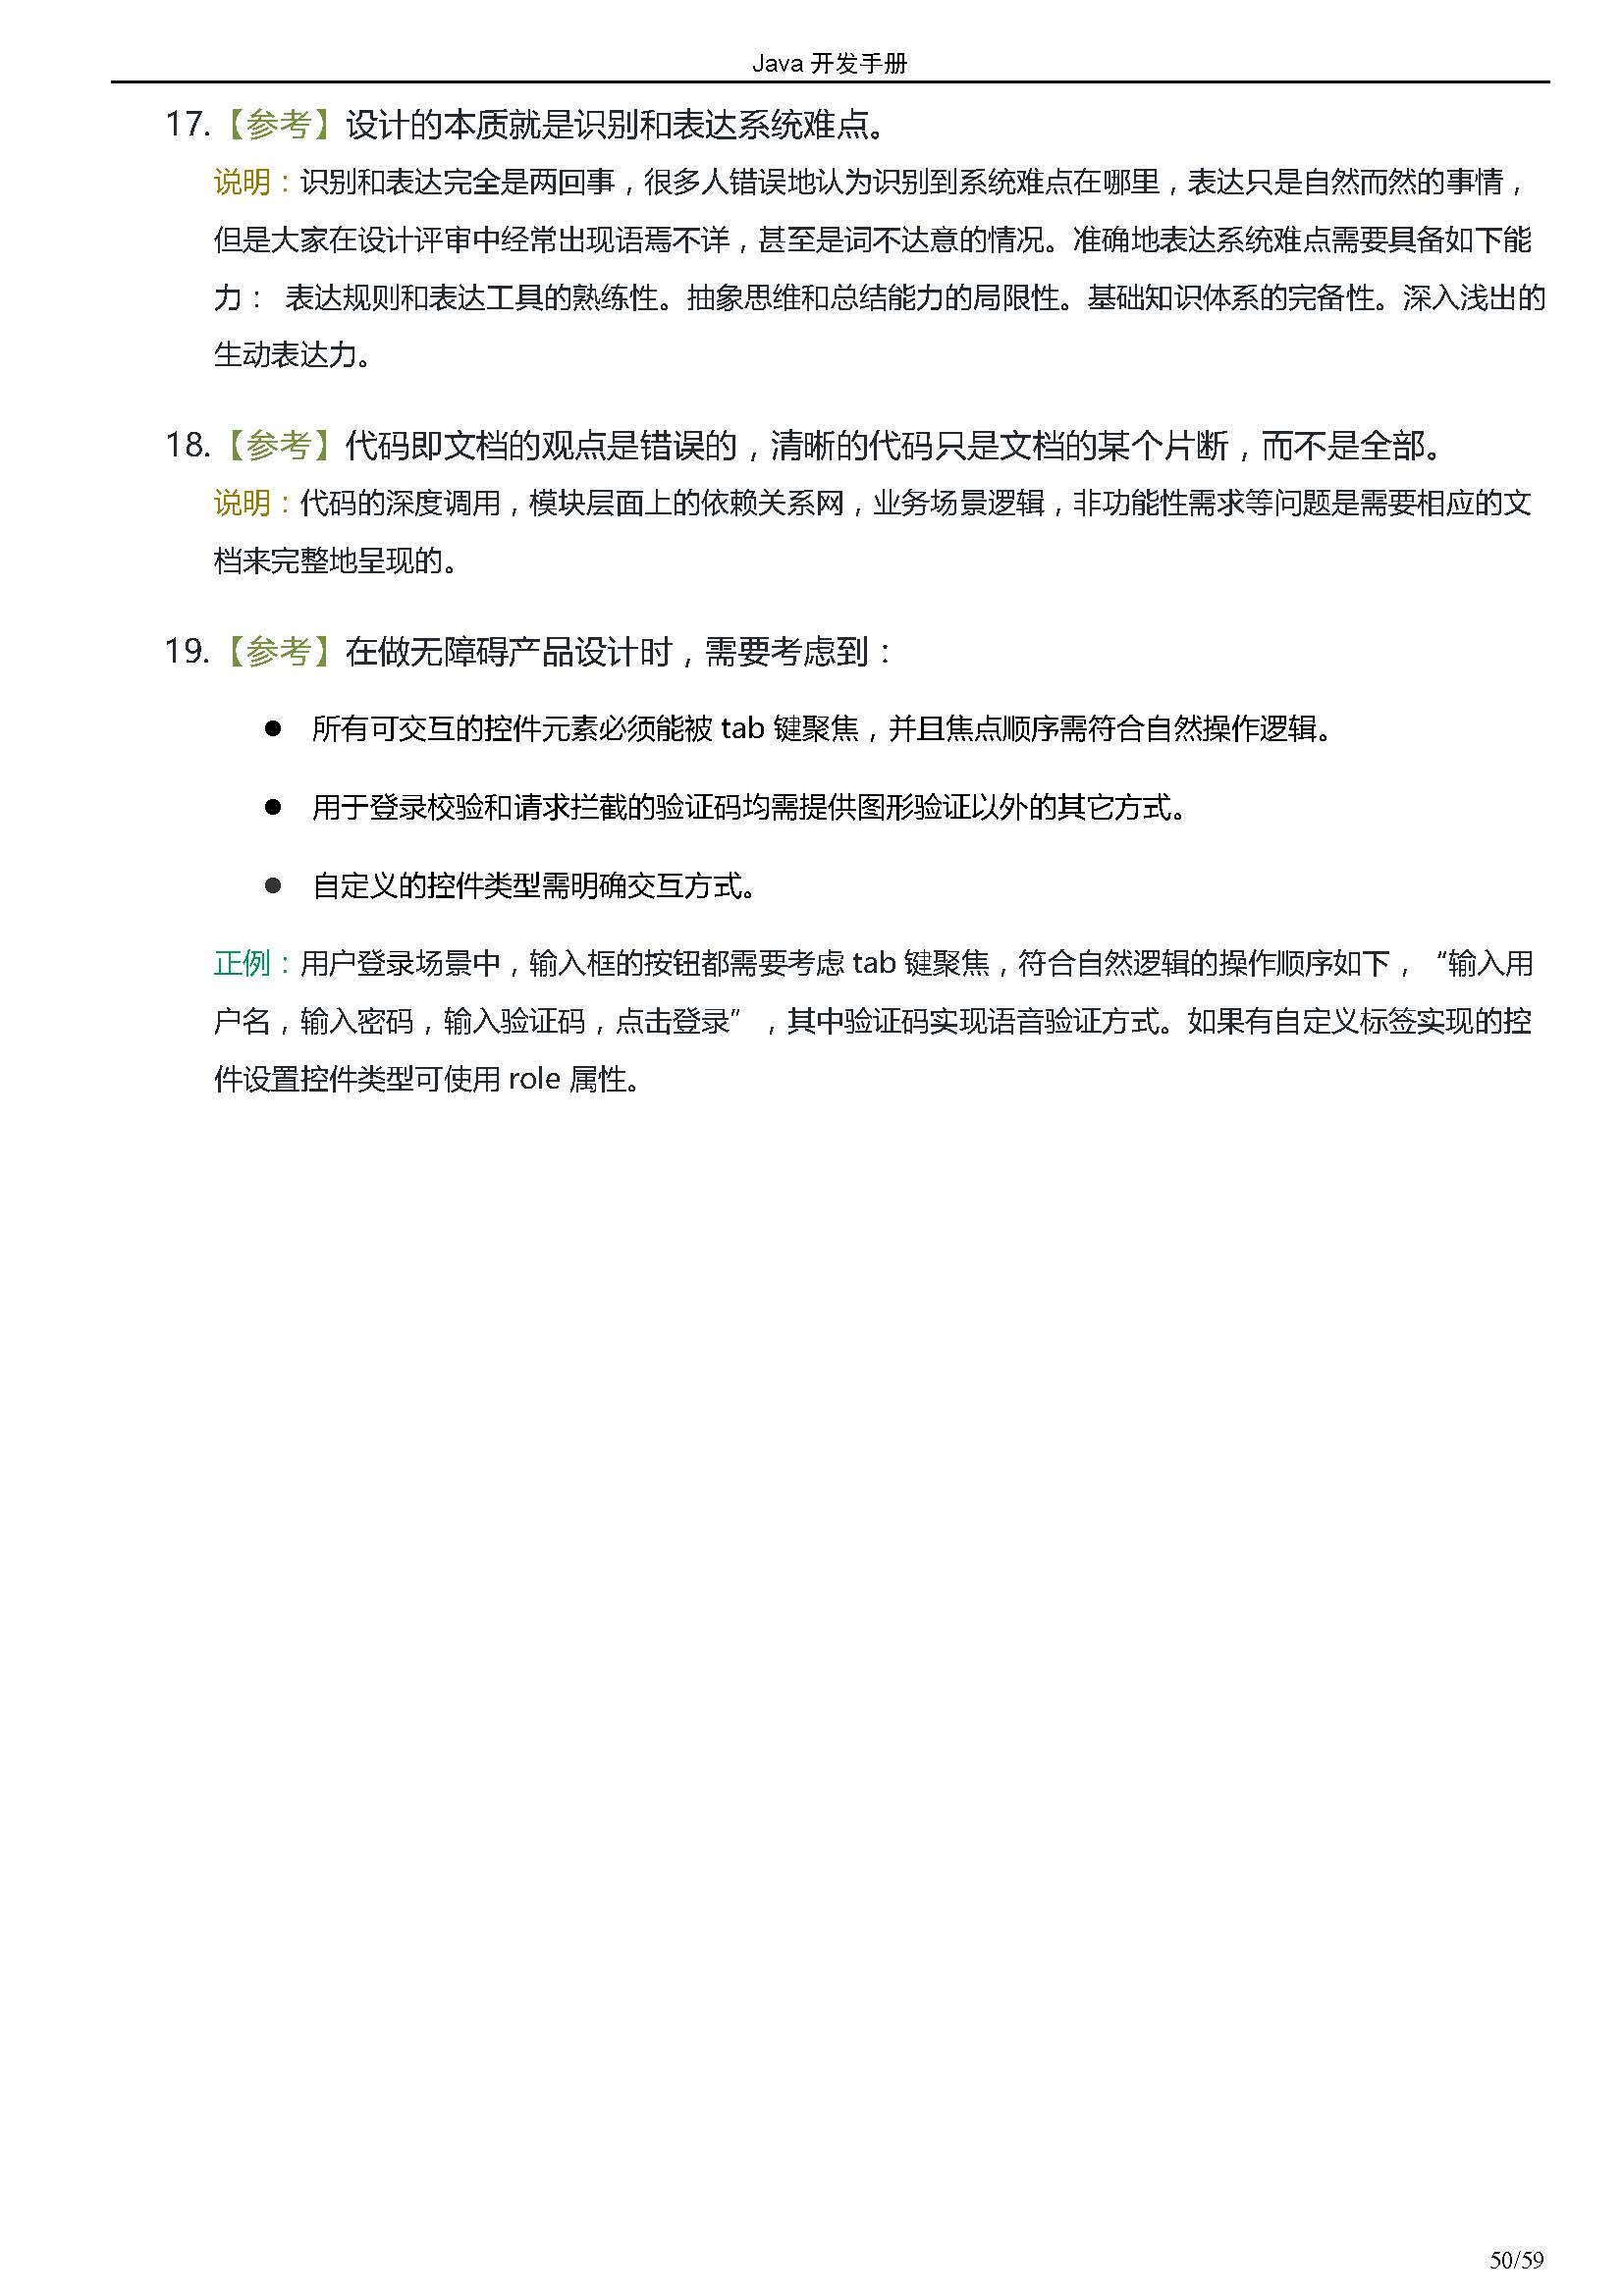 Java 开发手册
17.【参考】设计的本质就是识别和表达系统难点。
说明：识别和表达完全是两回事，很多人错误地认为识别到系统难点在哪里，表达只是自然而然的事情，
但是大家在设计评审中经常出现语焉不详，甚至是词不达意的情况。准确地表达系统难点需要具备如下能
力： 表达规则和表达工具的熟练性。抽象思维和总结能力的局限性。基础知识体系的完备性。深入浅出的
生动表达力。
18.【参考】代码即文档的观点是错误的，清晰的代码只是文档的某个片断，而不是全部。
说明：代码的深度调用，模块层面上的依赖关系网，业务场景逻辑，非功能性需求等问题是需要相应的文
档来完整地呈现的。
19.【参考】在做无障碍产品设计时，需要考虑到：
● 所有可交互的控件元素必须能被 tab 键聚焦，并且焦点顺序需符合自然操作逻辑。
● 用于登录校验和请求拦截的验证码均需提供图形验证以外的其它方式。
● 自定义的控件类型需明确交互方式。
正例：用户登录场景中，输入框的按钮都需要考虑 tab 键聚焦，符合自然逻辑的操作顺序如下，“输入用
户名，输入密码，输入验证码，点击登录”，其中验证码实现语音验证方式。如果有自定义标签实现的控
件设置控件类型可使用 role 属性。
50/59